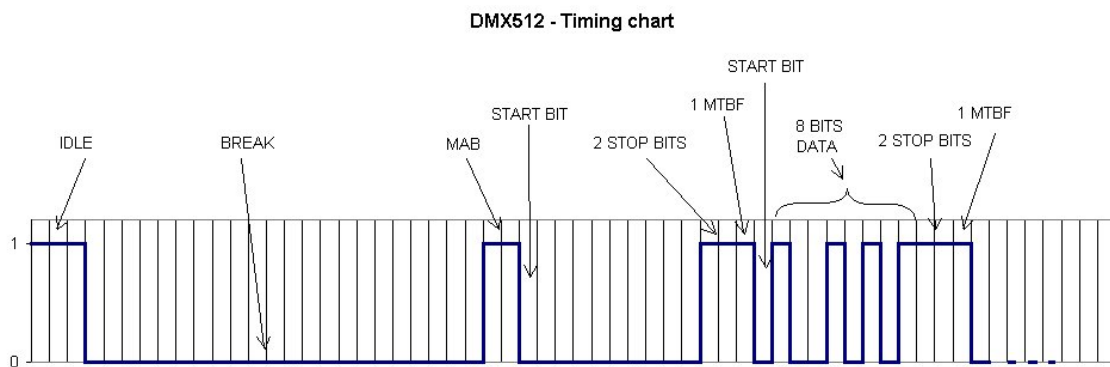 DMX512 - Timing chart
START BIT
1 MTBF
1 MTBF
START BIT
8 BITS
DATA
IDLE
BREAK
MAB
2 STOP BITS
2 STOP BITS
1
0